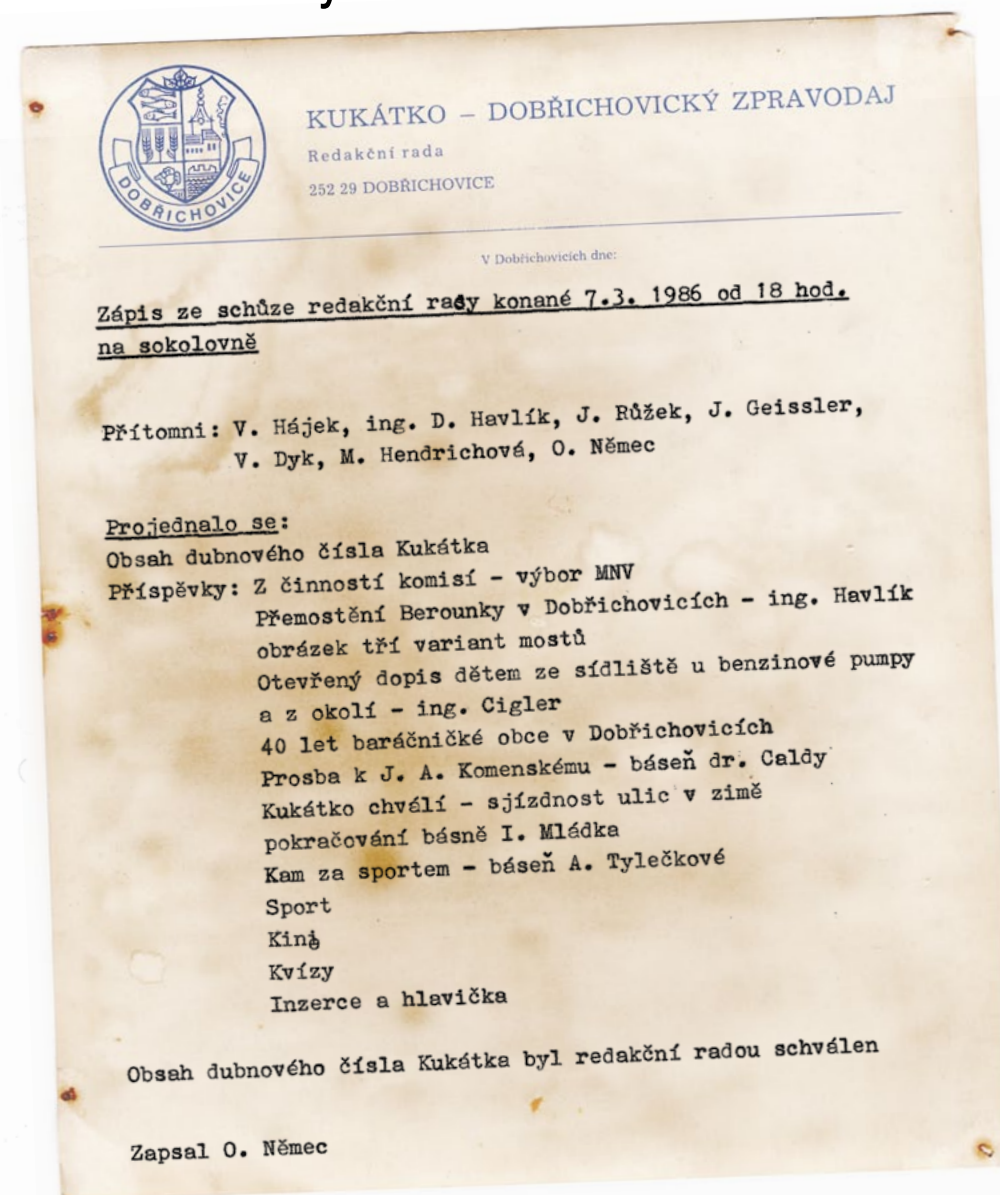 DOBŘICHOVICE
KUKÁTKO – DOBŘICHOVICKÝ ZPRAVODAJ
Redakční rada
252 29 DOBŘICHOVICE
V Dobřichovicích dne:
Zápis ze schůze redakční rady konané 7.3. 1986 od 18 hod.
na sokolovně
Přítomni: V. Hájek, ing. D. Havlík, J. Růžek, J. Geissler,
V. Dyk, M. Hendrichová, O. Němec
Projednalo se:
Obsah dubnového čísla Kukátka
Příspěvky: Z činností komisí – výbor MNV
Přemostění Berounky v Dobřichovicích – ing. Havlík
obrázek tří variant mostů
Otevřený dopis dětem ze sídliště u benzinové pumpy
a z okolí – ing. Cigler
40 let baráčničké obce v Dobřichovicích
Prosba k J. A. Komenskému – báseň dr. Caldy
Kukátko chválí – sjízdnost ulic v zimě
pokračování básně I. Mládka
Kam za sportem – báseň A. Tylečkové
Sport
Kino
Kvízy
Inzerce a hlavička
Obsah dubnového čísla Kukátka byl redakční radou schválen
Zapsal O. Němec